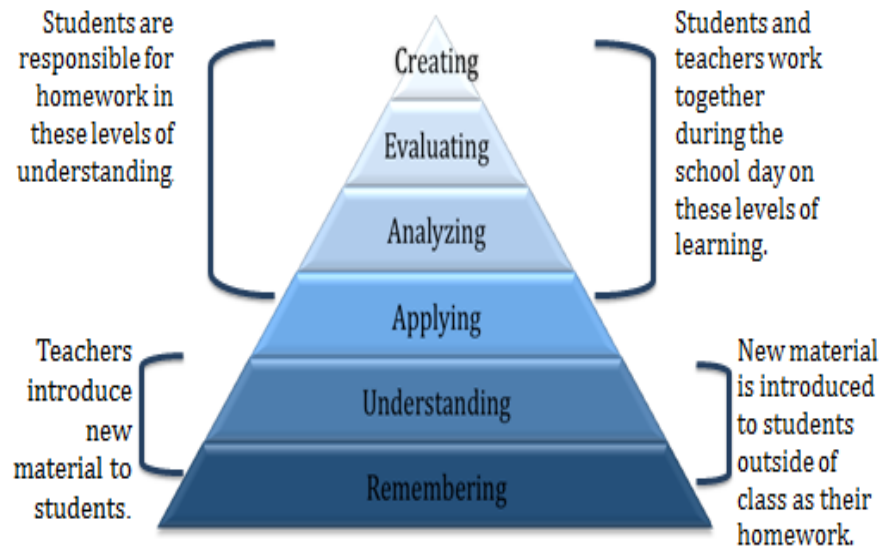 Students are
responsible for
homework in
these levels of
understanding.
Students and
teachers work
together
during the
school day on
these levels of
learning.
Creating
Evaluating
Analyzing
Applying
Understanding
Remembering
Teachers
introduce
new
material to
students.
New material
is introduced
to students
outside of
class as their
homework.